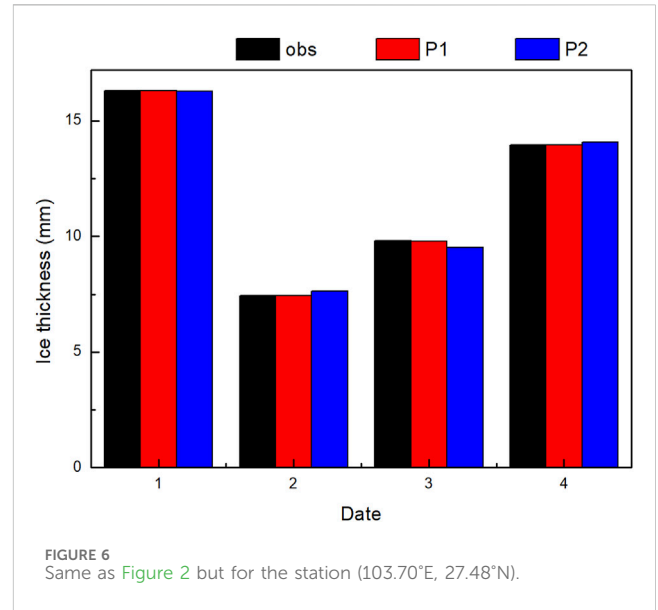 obs P1 P2
Ice thickness (mm)
15
10
5
0
1 2 3 4
Date
FIGURE 6
Same as Figure 2 but for the station (103.70°E, 27.48°N).